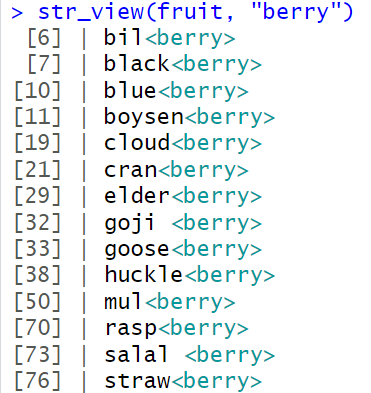 > str_view(fruit, "berry")
[6] | bil<berry>
[7] | black<berry>
[10] | blue<berry>
[11] | boysen<berry>
[19] | cloud<berry>
[21] | cran<berry>
[29] | elder<berry>
[32] | goji <berry>
[33] | goose<berry>
[38] | huckle<berry>
[50] | mul<berry>
[70] | rasp<berry>
[73] | salal <berry>
[76] | straw<berry>